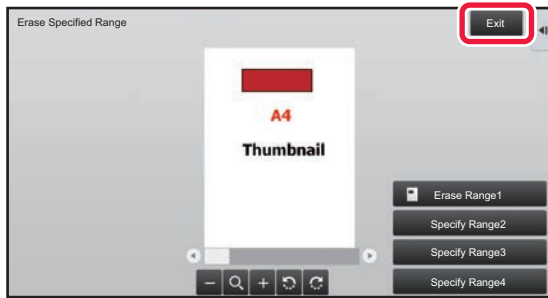 Erase Specified Range
Exit
A4
Thumbnail
Erase Range1
Specify Range2
Specify Range3
Specify Range4